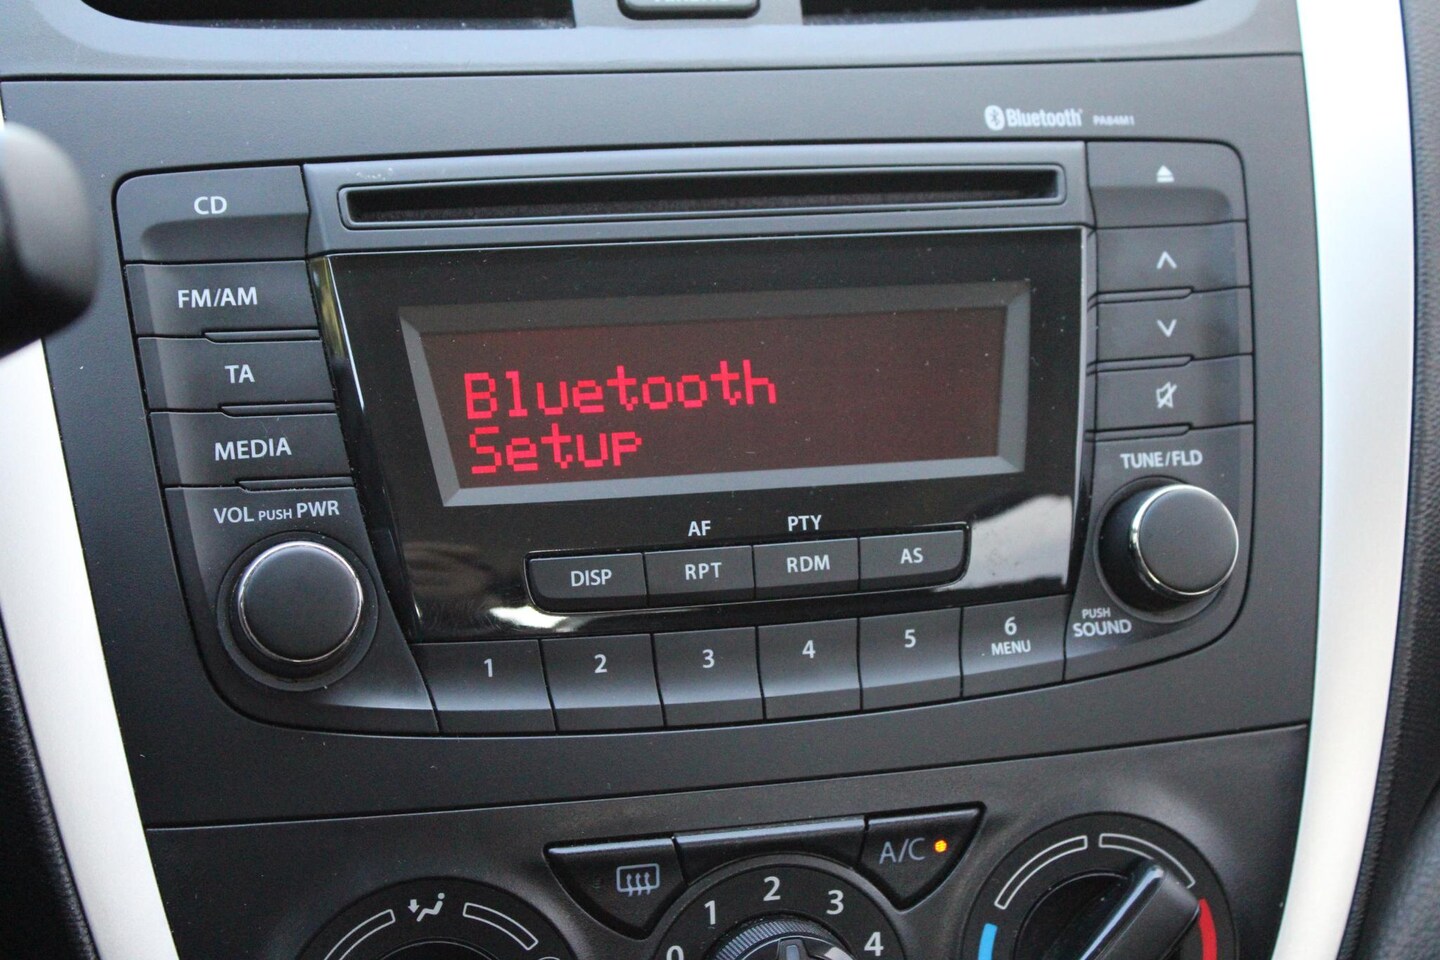 Bluetooth PA84M1
CD
FM/AM
TA
MEDIA
VOL PUSH PWR
Bluetooth
Setup
AF PTY
DISP RPT RDM AS
1 2 3 4 5 6
MENU
TUNE/FLD
PUSH
SOUND
A/C
0 1 2 3 4